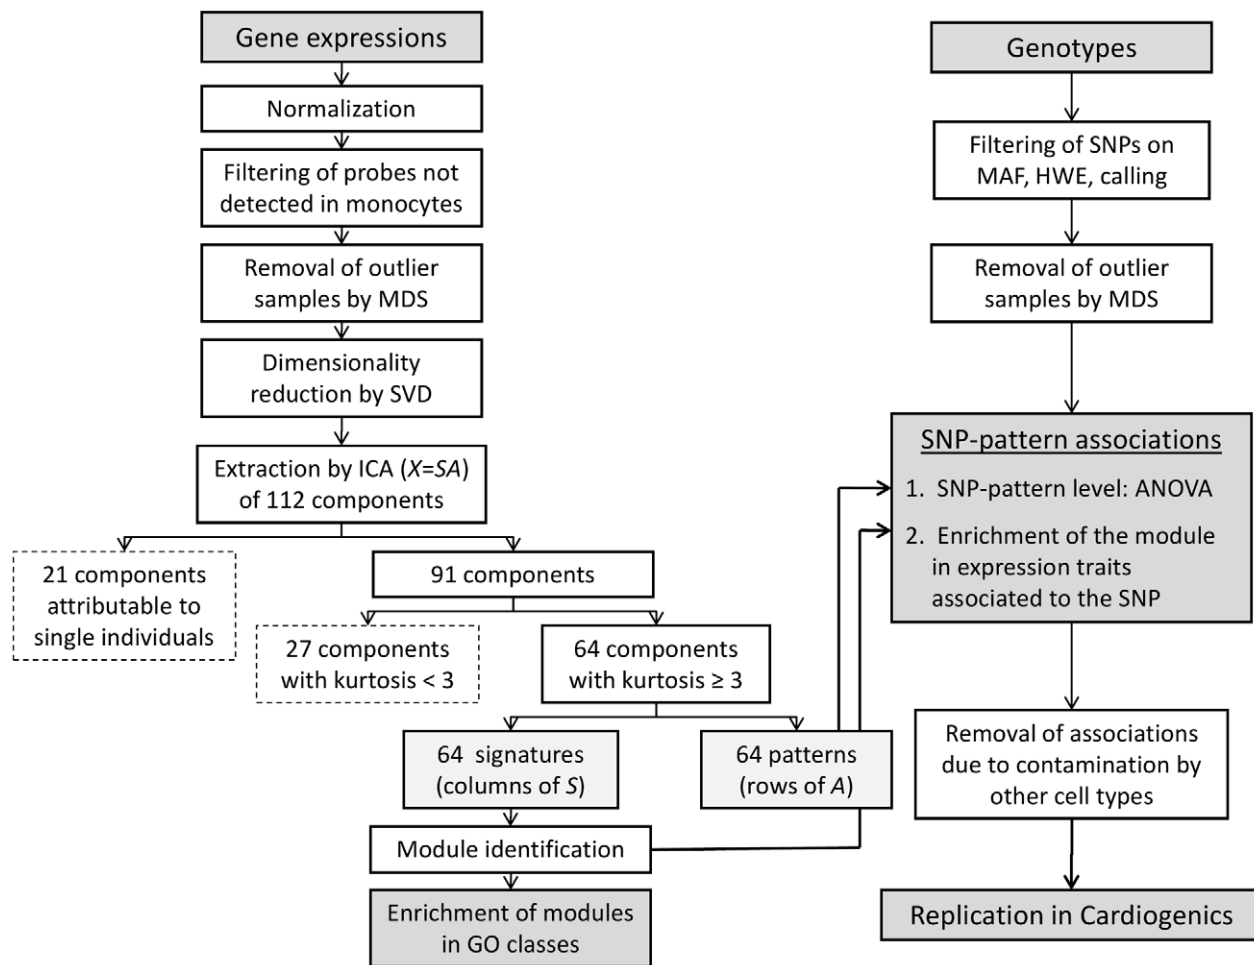 Gene expressions
Normalization
Filtering of probes not
detected in monocytes
Removal of outlier
samples by MDS
Dimensionality
reduction by SVD
Extraction by ICA (X=SA)
of 112 components
21 components
attributable to
single individuals
91 components
27 components
with kurtosis < 3
64 components
with kurtosis ≥ 3
64 signatures
(columns of S)
64 patterns
(rows of A)
Module identification
Enrichment of modules
in GO classes
Genotypes
Filtering of SNPs on
MAF, HWE, calling
Removal of outlier
samples by MDS
SNP-pattern associations
1. SNP-pattern level: ANOVA
2. Enrichment of the module
in expression traits
associated to the SNP
Removal of associations
due to contamination by
other cell types
Replication in Cardiogenics